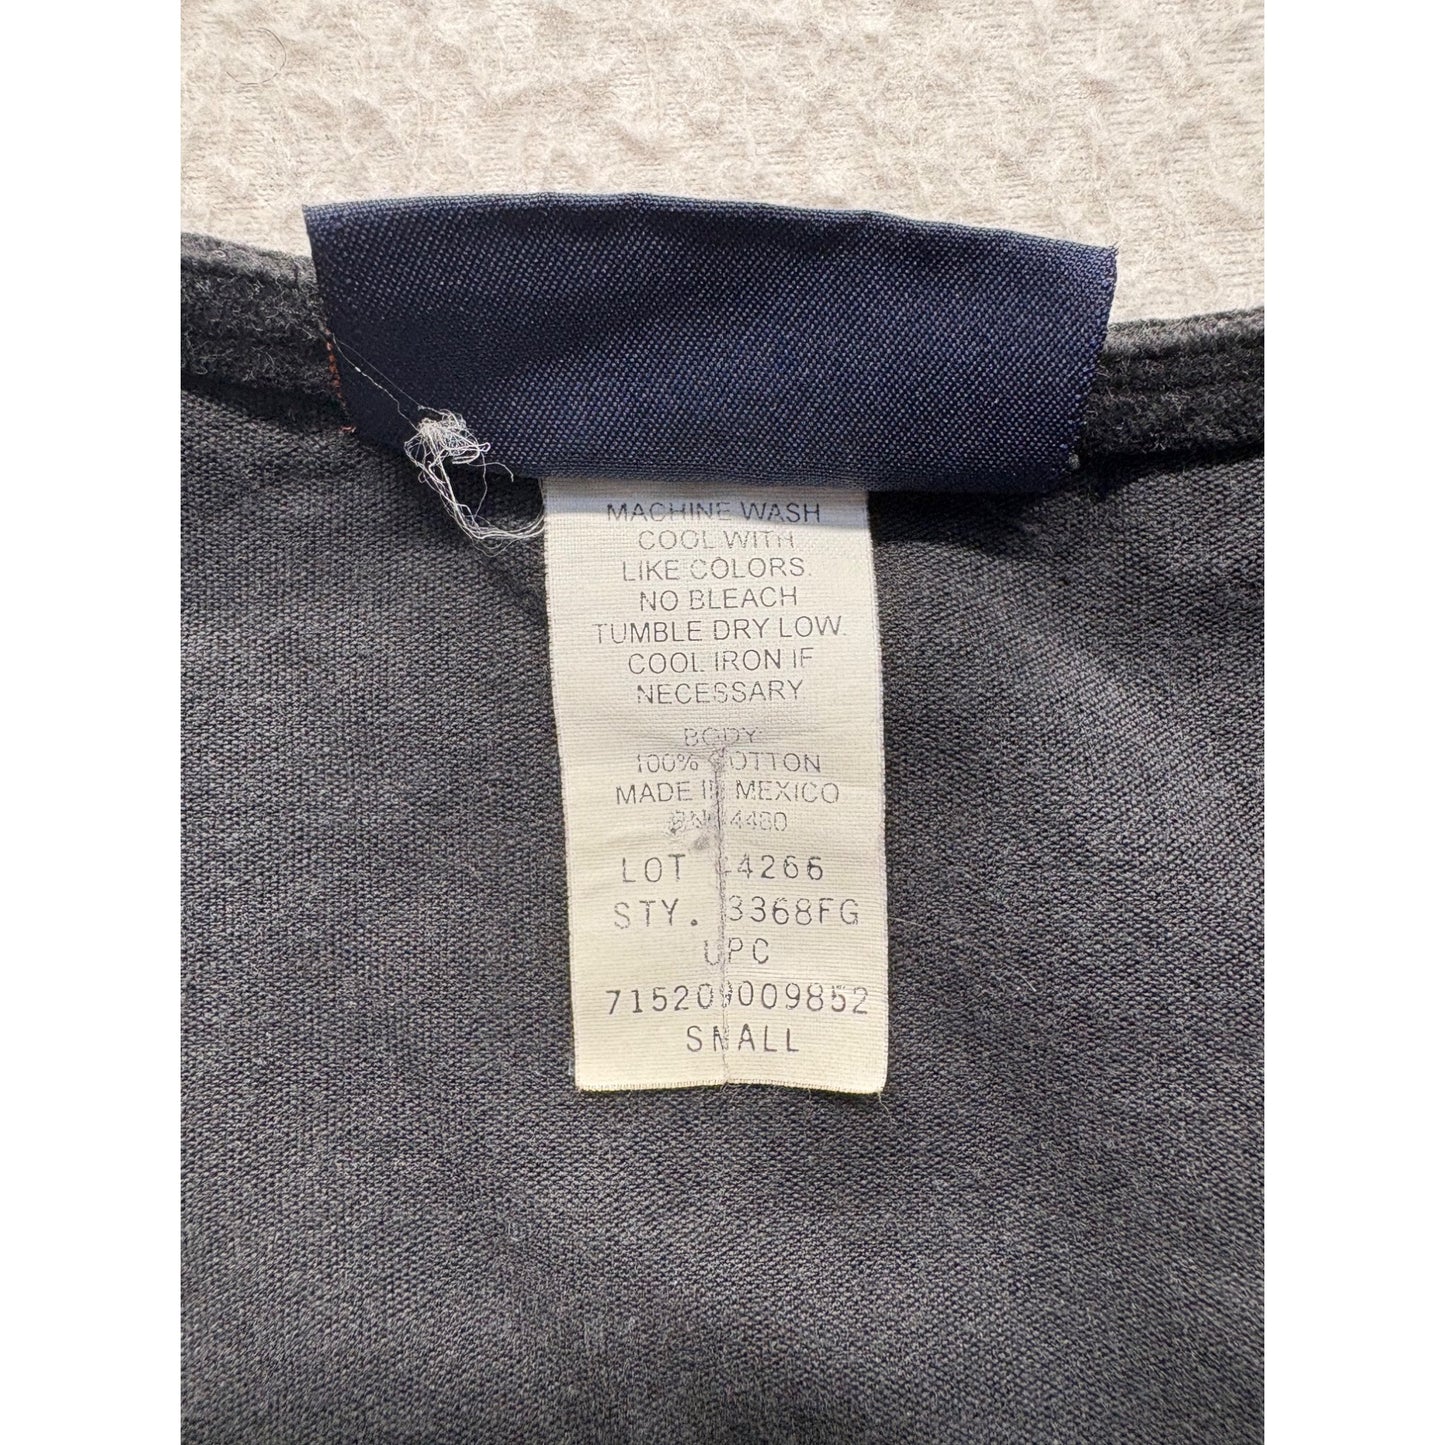 MACHINE WASH
COOL WITH
LIKE COLORS.
NO BLEACH
TUMBLE DRY LOW.
COOL IRON IF
NECESSARY
BODY:
100% COTTON
MADE IN MEXICO
LOT
STY. 3368FG
UPC
715209009852
SMALL